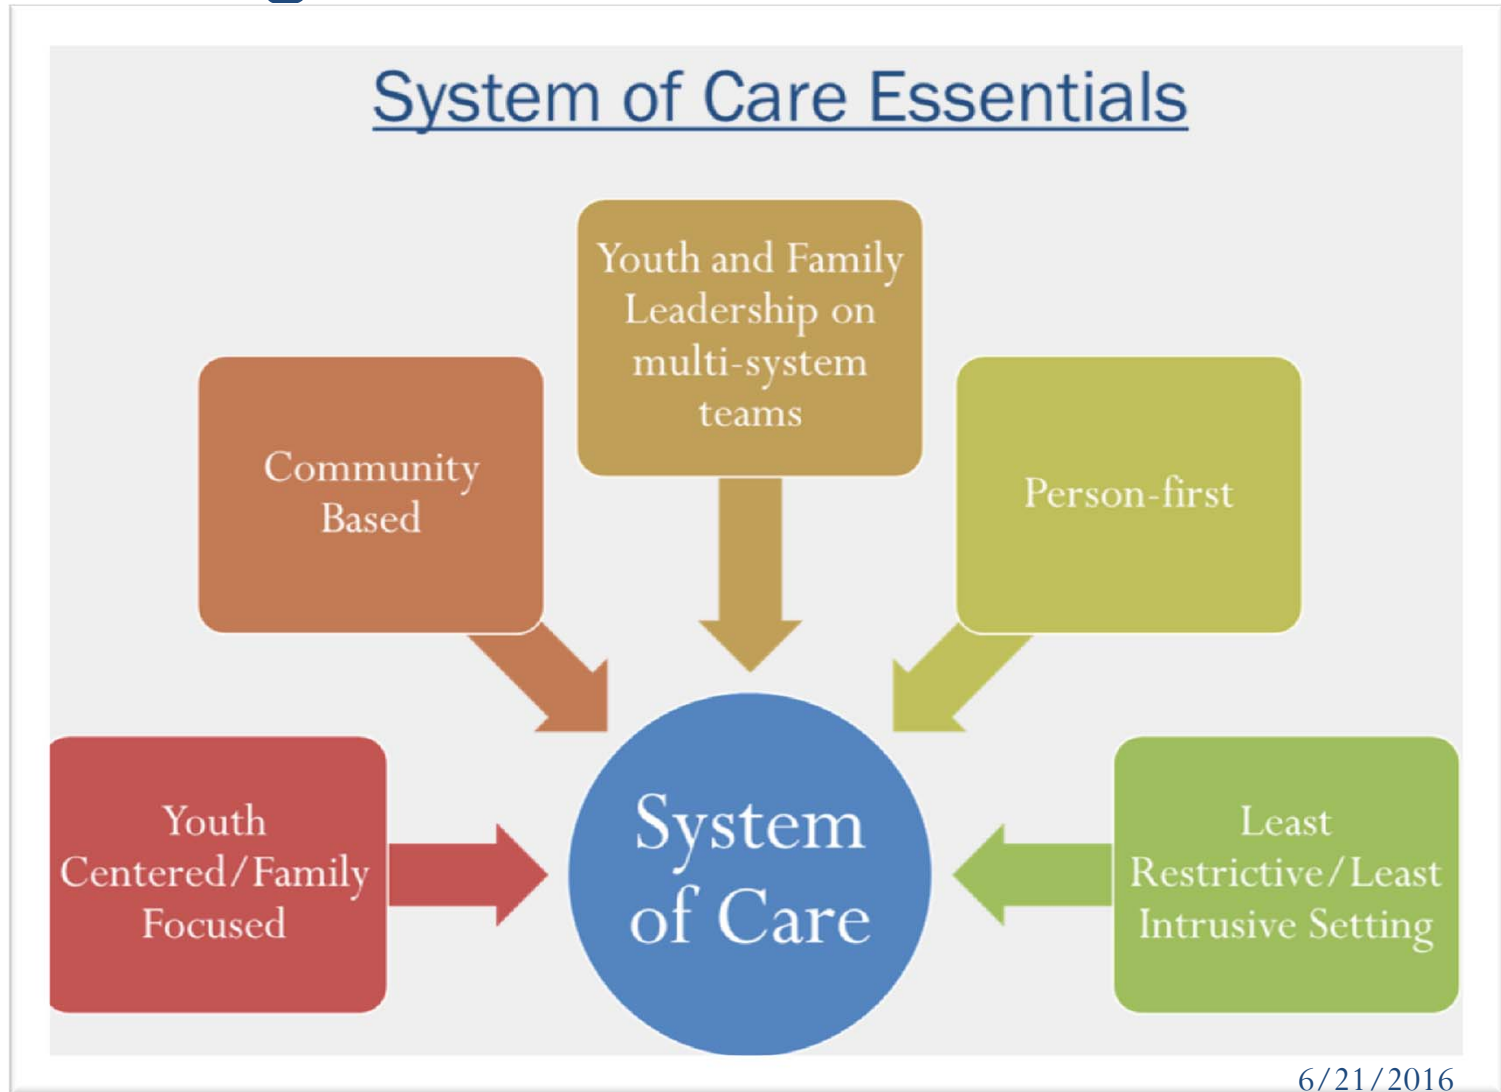 System of Care Essentials
Youth and Family
Leadership on
multi-system
teams
Community
Based
Person-first
Youth
Centered/Family
Focused
System
of Care
Least
Restrictive/Least
Intrusive Setting
6/21/2016